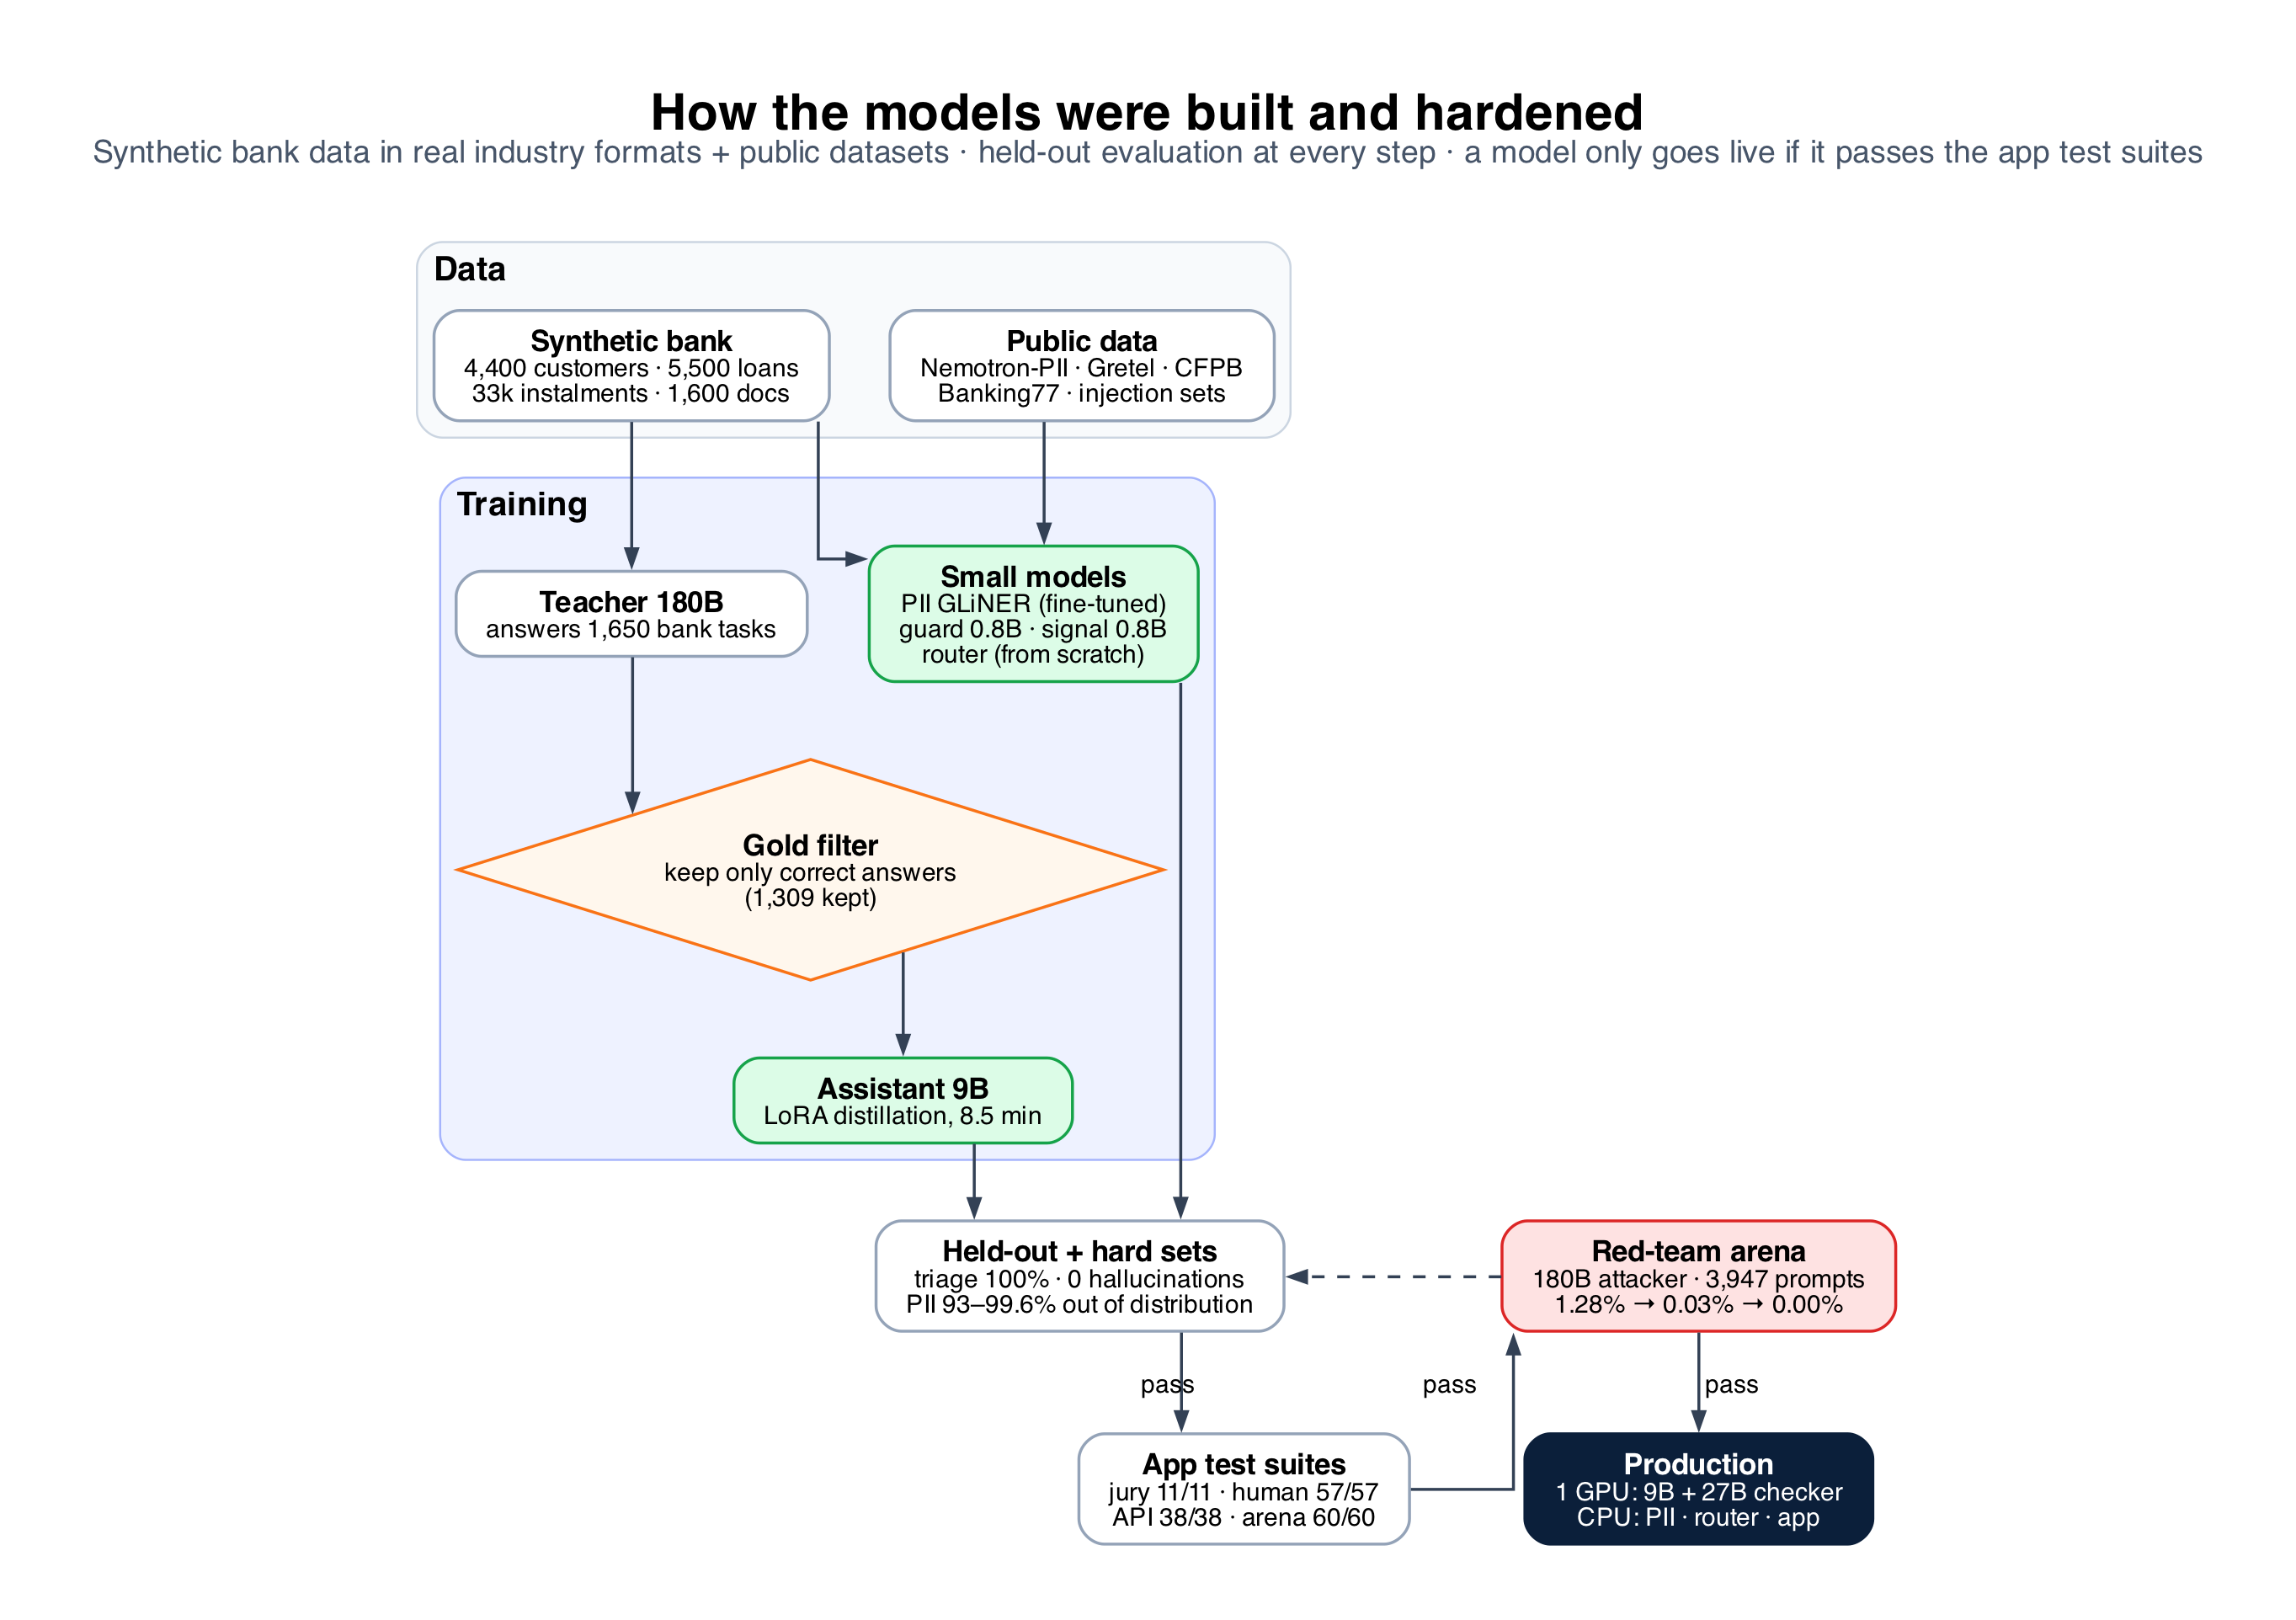 How the models were built and hardened
Synthetic bank data in real industry formats + public datasets · held-out evaluation at every step · a model only goes live if it passes the app test suites
Data
Synthetic bank
4,400 customers · 5,500 loans
33k instalments · 1,600 docs
Public data
Nemotron-PII · Gretel · CFPB
Banking77 · injection sets
Training
Teacher 180B
answers 1,650 bank tasks
Small models
PII GLiNER (fine-tuned)
guard 0.8B · signal 0.8B
router (from scratch)
Gold filter
keep only correct answers
(1,309 kept)
Assistant 9B
LoRA distillation, 8.5 min
Held-out + hard sets
triage 100% · 0 hallucinations
PII 93–99.6% out of distribution
Red-team arena
180B attacker · 3,947 prompts
1.28% → 0.03% → 0.00%
pass
pass
pass
App test suites
jury 11/11 · human 57/57
API 38/38 · arena 60/60
Production
1 GPU: 9B + 27B checker
CPU: PII · router · app